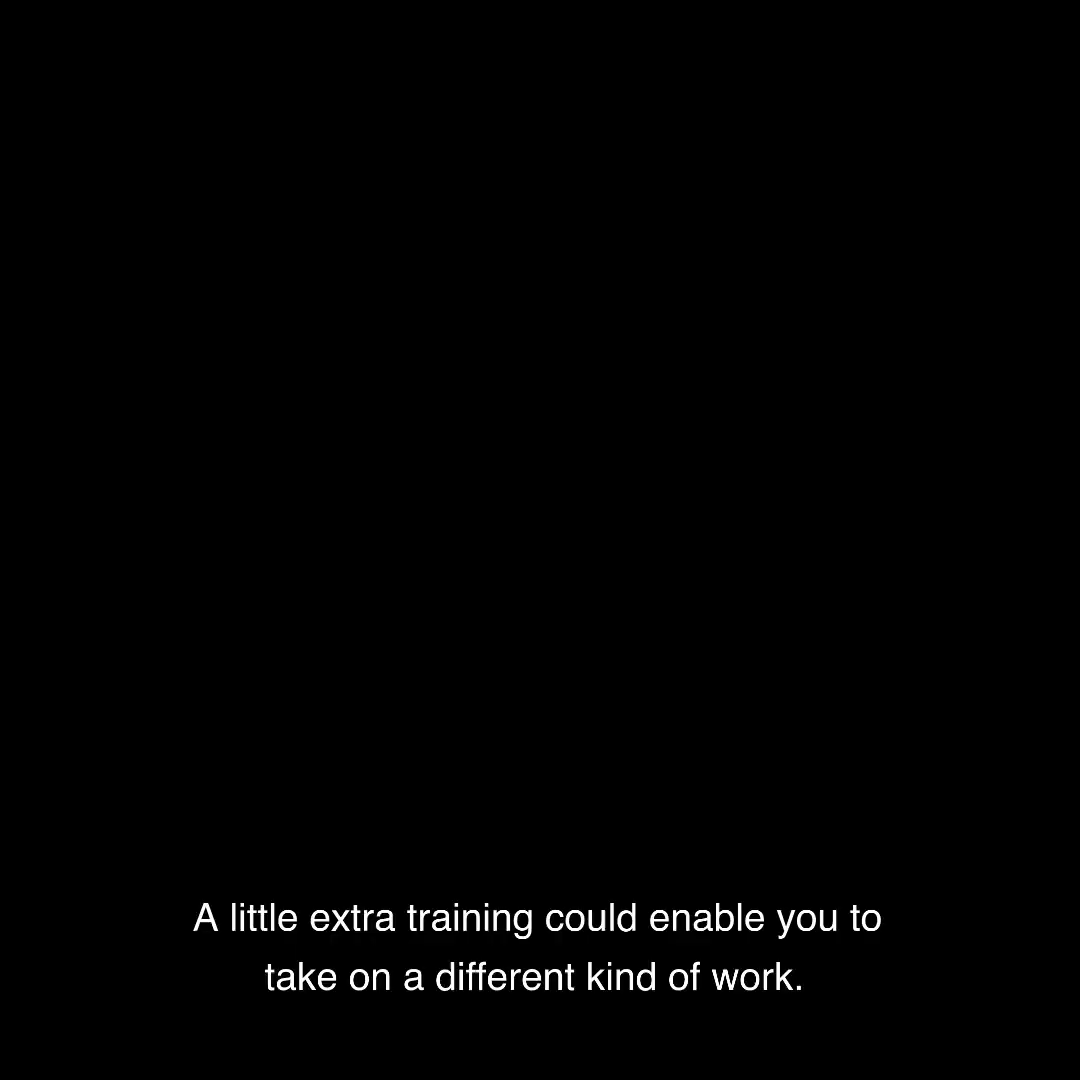 A little extra training could enable you to
take on a different kind of work.